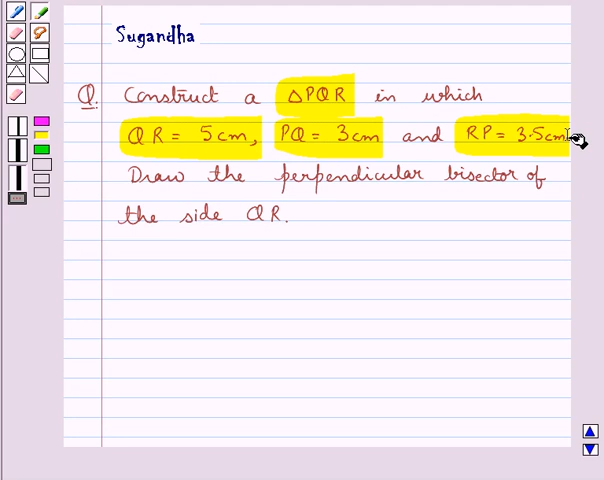 Sugandha
Q. Construct a △PQR in which
QR = 5cm, PQ = 3cm and RP = 3.5cm.
Draw the perpendicular bisector of
the side QR.